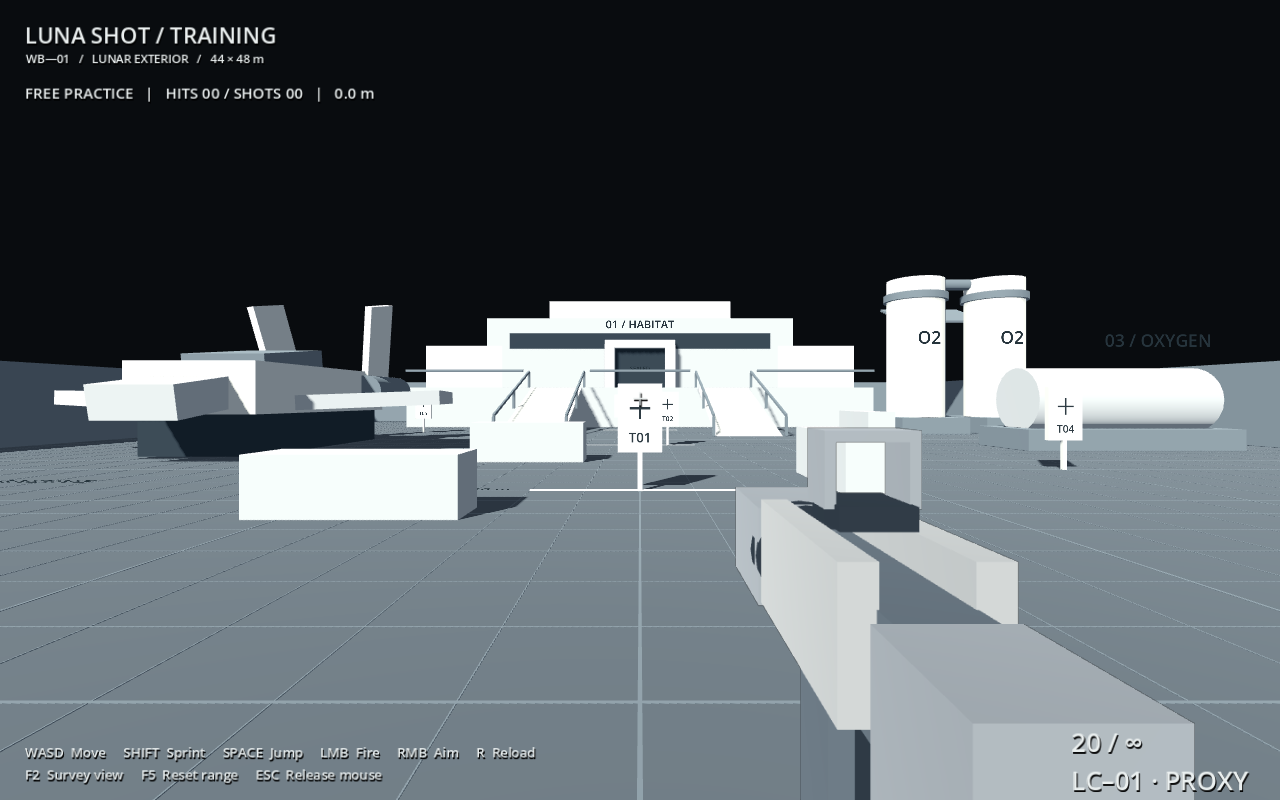 LUNA SHOT / TRAINING
WB—01 / LUNAR EXTERIOR / 44 × 48 m
FREE PRACTICE | HITS 00 / SHOTS 00 | 0.0 m
01 / HABITAT
O2
O2
03 / OXYGEN
T01
T02
T04
WASD Move SHIFT Sprint SPACE Jump LMB Fire RMB Aim R Reload
F2 Survey view F5 Reset range ESC Release mouse
20 / ∞
LC–01 · PROXY